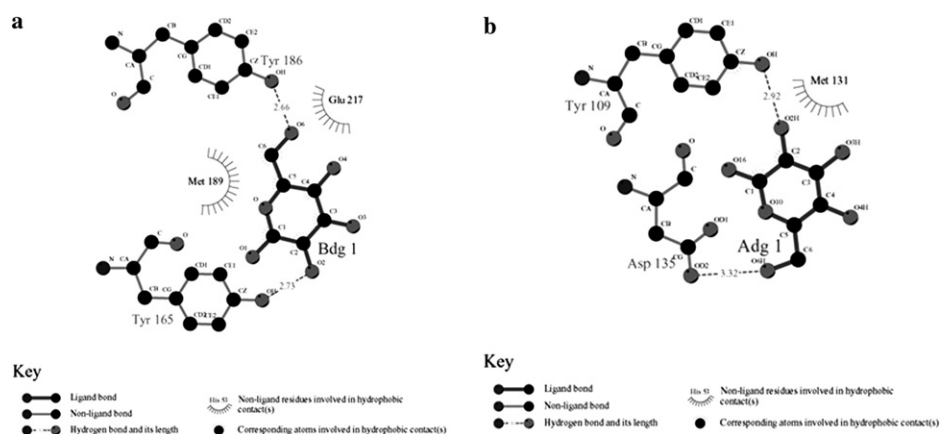 a
N
CA
CB
C
O
CG
CD2
CE2
CD1
CE1
CZ
OH
Tyr 186
2.66
Glu 217
O6
C6
Met 189
C5
O4
C4
O
C3
O3
C1
O1
C2
O2
Bdg 1
C
O
N
CA
CB
CG
CD1
CE1
CD2
CE2
CZ
OH
2.73
Tyr 165
Key
Ligand bond
Non-ligand bond
Hydrogen bond and its length
His 53
Non-ligand residues involved in hydrophobic
contact(s)
Corresponding atoms involved in hydrophobic contact(s)
b
CD1
CE1
CB
CG
CZ
OH
N
CA
CD2
CE2
C
O
Tyr 109
2.92
Met 131
O2H
C2
O3H
O16
C1
C3
C4
O4H
C5
C6
O6H
Adg 1
O
C
N
CA
CB
OD1
CG
OD2
Asp 135
3.32
Key
Ligand bond
Non-ligand bond
Hydrogen bond and its length
His 53
Non-ligand residues involved in hydrophobic
contact(s)
Corresponding atoms involved in hydrophobic contact(s)